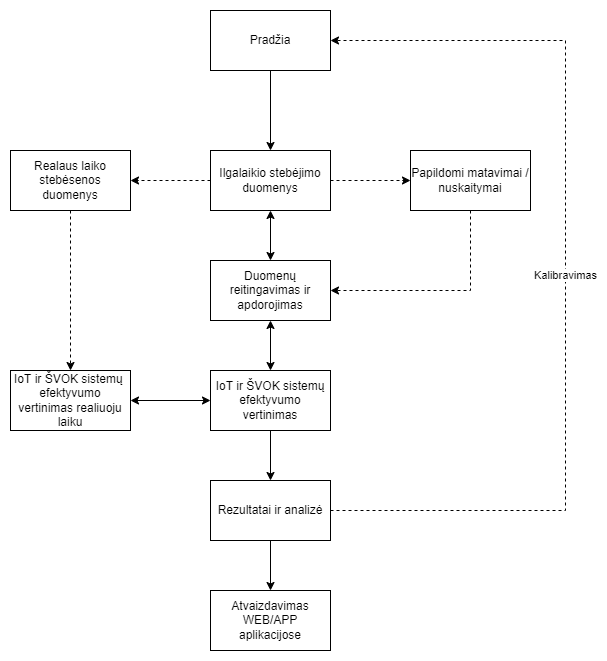 Pradžia
Realaus laiko
stebėsenos
duomenys
Ilgalaikio stebėjimo
duomenys
Papildomi matavimai /
nuskaitymai
Duomenų
reitingavimas ir
apdorojimas
Kalibravimas
IoT ir ŠVOK sistemų
efektyvumo
vertinimas realiuoju
laiku
IoT ir ŠVOK sistemų
efektyvumo
vertinimas
Rezultatai ir analizė
Atvaizdavimas
WEB/APP
aplikacijose